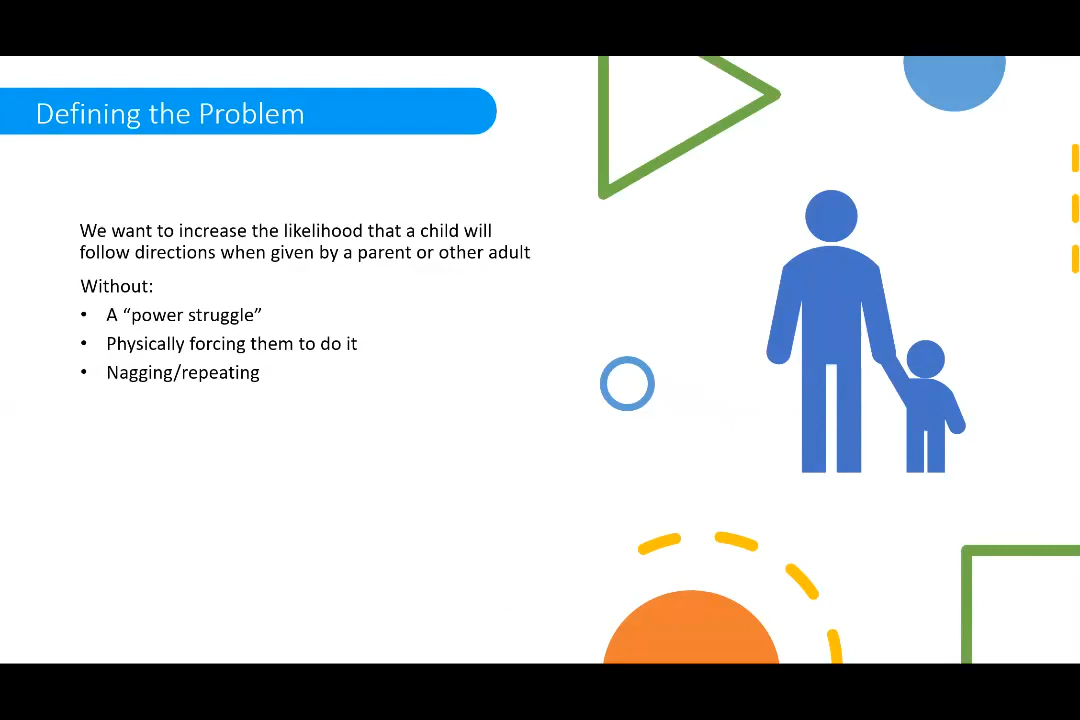 Defining the Problem
We want to increase the likelihood that a child will
follow directions when given by a parent or other adult
Without:
• A “power struggle”
• Physically forcing them to do it
• Nagging/repeating